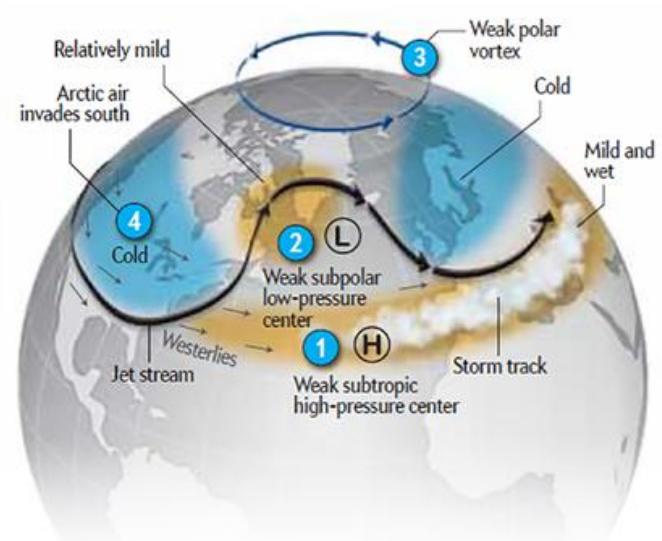 Relatively mild
Weak polar
vortex
3
Arctic air
invades south
Cold
Mild and
wet
4
Cold
2
L
Weak subpolar
low-pressure
center
Westerlies
1
H
Jet stream
Storm track
Weak subtropic
high-pressure center